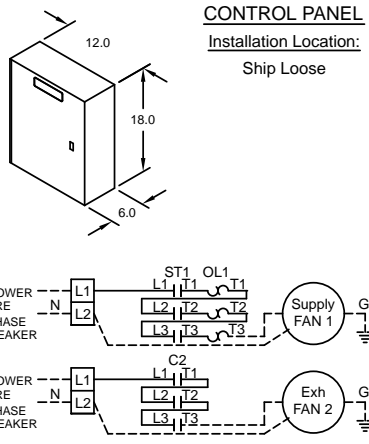 CONTROL PANEL
Installation Location:
Ship Loose
12.0
18.0
6.0
ST1 OL1
L1 T1 T1
L1
N
L2
L2 T2 T2
L3 T3 T3
Supply
FAN 1
G
C2
L1 T1
L1
N
L2
L2 T2
L3 T3
Exh
FAN 2
G